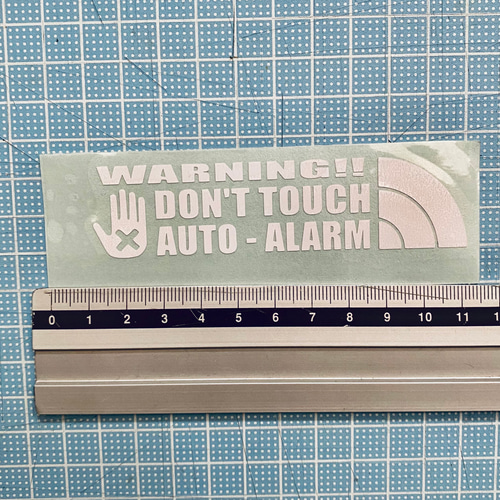 WARNING!!
DON'T TOUCH
AUTO - ALARM
0 1 2 3 4 5 6 7 8 9 10 11